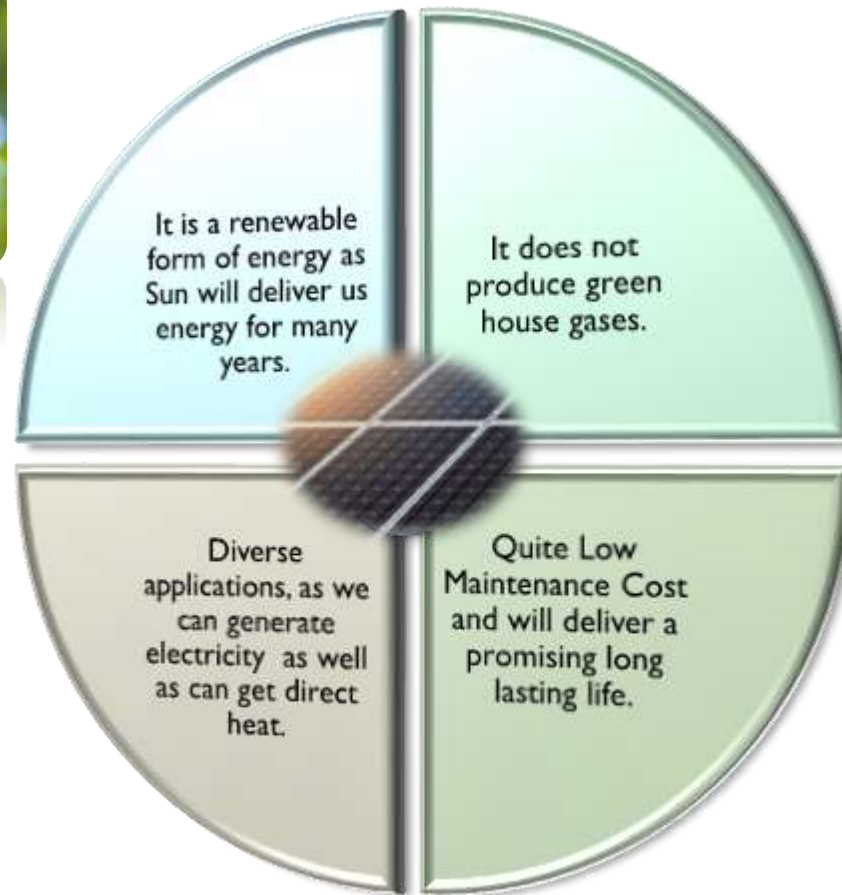 It is a renewable
form of energy as
Sun will deliver us
energy for many
years.
It does not
produce green
house gases.
Diverse
applications, as we
can generate
electricity as well
as can get direct
heat.
Quite Low
Maintenance Cost
and will deliver a
promising long
lasting life.